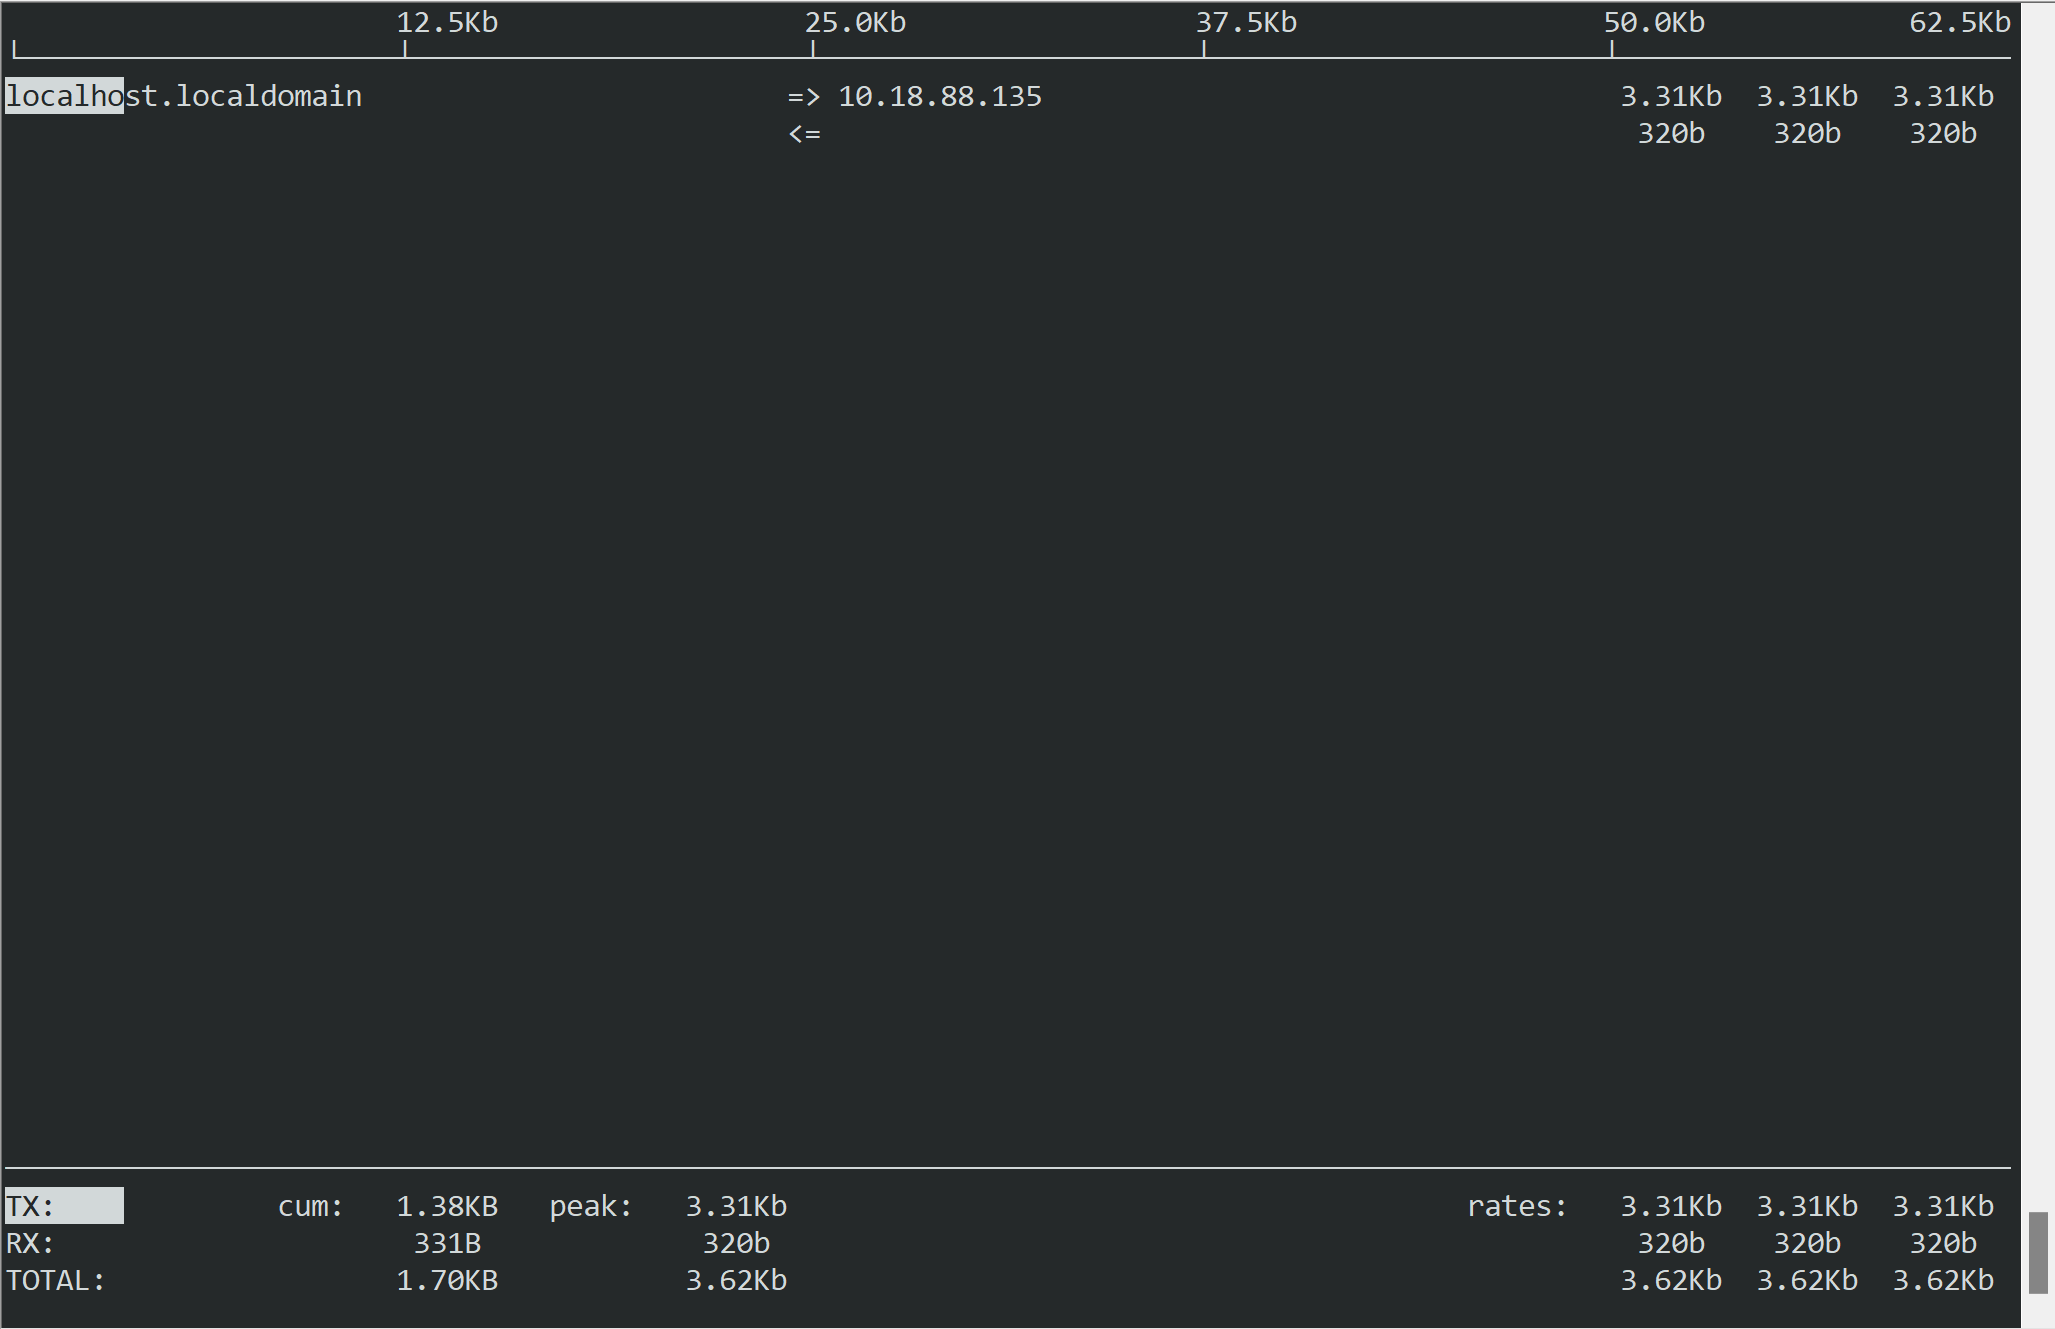 12.5Kb 25.0Kb 37.5Kb 50.0Kb 62.5Kb
localhost.localdomain => 10.18.88.135 3.31Kb 3.31Kb 3.31Kb
<= 320b 320b 320b
TX: cum: 1.38KB peak: 3.31Kb rates: 3.31Kb 3.31Kb 3.31Kb
RX: 331B 320b 320b 320b 320b
TOTAL: 1.70KB 3.62Kb 3.62Kb 3.62Kb 3.62Kb